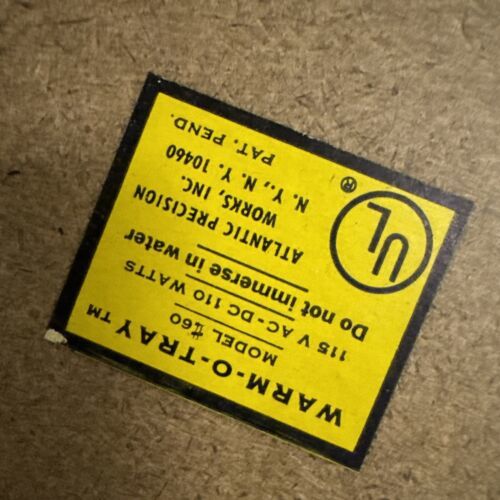 WARM-O-TRAY ™
MODEL #60
115 V AC-DC 110 WATTS
Do not immerse in water
ATLANTIC PRECISION
WORKS, INC.
N. Y., N. Y. 10460
PAT. PEND.
UL
®